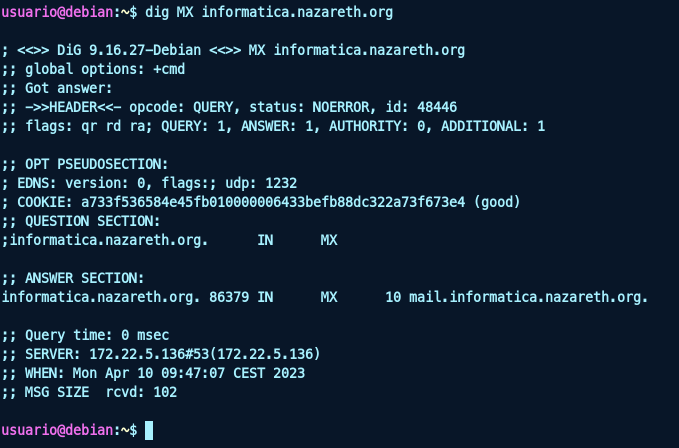 usuario@debian:~$ dig MX informatica.nazareth.org
; <<>> DiG 9.16.27-Debian <<>> MX informatica.nazareth.org
;; global options: +cmd
;; Got answer:
;; ->>HEADER<<- opcode: QUERY, status: NOERROR, id: 48446
;; flags: qr rd ra; QUERY: 1, ANSWER: 1, AUTHORITY: 0, ADDITIONAL: 1
;; OPT PSEUDOSECTION:
; EDNS: version: 0, flags:; udp: 1232
; COOKIE: a733f536584e45fb010000006433befb88dc322a73f673e4 (good)
;; QUESTION SECTION:
;informatica.nazareth.org. IN MX
;; ANSWER SECTION:
informatica.nazareth.org. 86379 IN MX 10 mail.informatica.nazareth.org.
;; Query time: 0 msec
;; SERVER: 172.22.5.136#53(172.22.5.136)
;; WHEN: Mon Apr 10 09:47:07 CEST 2023
;; MSG SIZE rcvd: 102
usuario@debian:~$